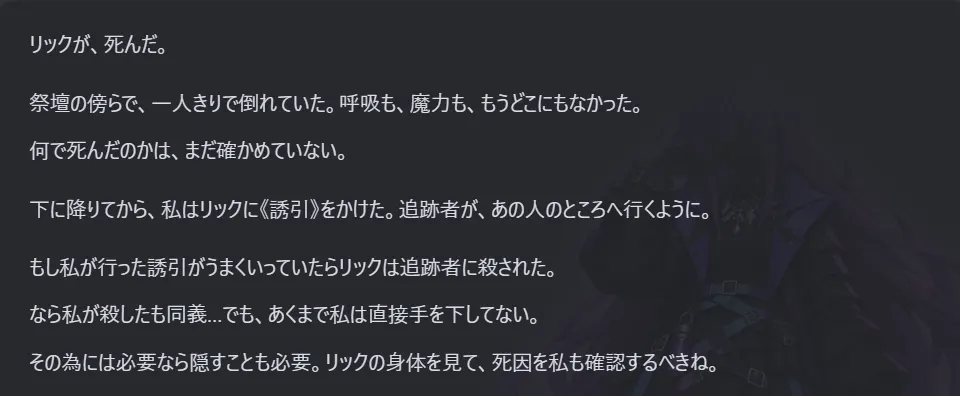 リックが、死んだ。
祭壇の傍らで、一人きりで倒れていた。呼吸も、魔力も、もうどこにもなかった。
何で死んだのかは、まだ確かめていない。
下に降りてから、私はリックに《誘引》をかけた。追跡者が、あの人のところへ行くように。
もし私が行った誘引がうまくいっていたらリックは追跡者に殺された。
なら私が殺したも同義...でも、あくまで私は直接手を下してない。
その為には必要なら隠すことも必要。リックの身体を見て、死因を私も確認するべきね。